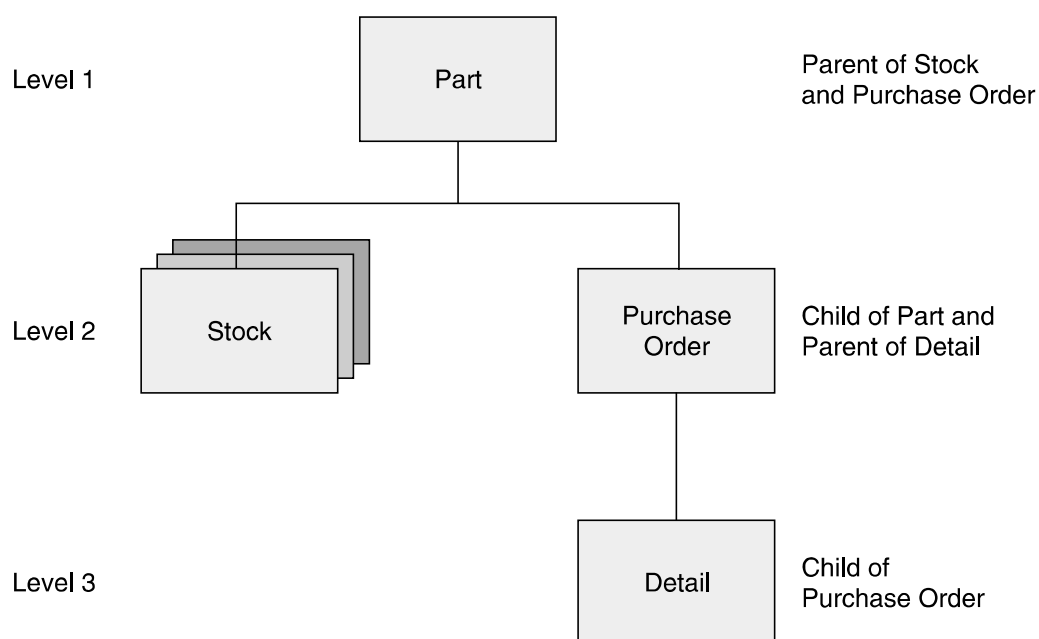 Level 1
Part
Parent of Stock
and Purchase Order
Level 2
Stock
Purchase
Order
Child of Part and
Parent of Detail
Level 3
Detail
Child of
Purchase Order